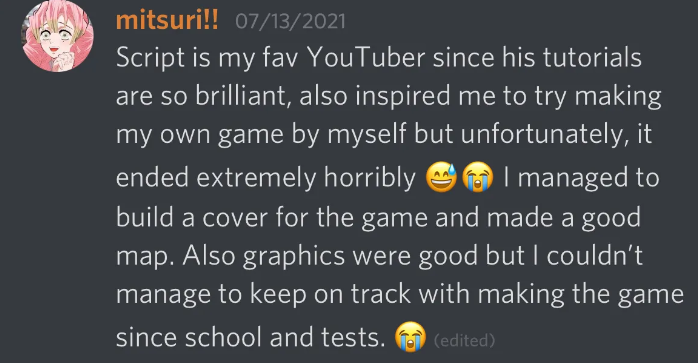 mitsuri!! 07/13/2021
Script is my fav YouTuber since his tutorials
are so brilliant, also inspired me to try making
my own game by myself but unfortunately, it
ended extremely horribly 😅😭 I managed to
build a cover for the game and made a good
map. Also graphics were good but I couldn't
manage to keep on track with making the game
since school and tests. 😭 (edited)